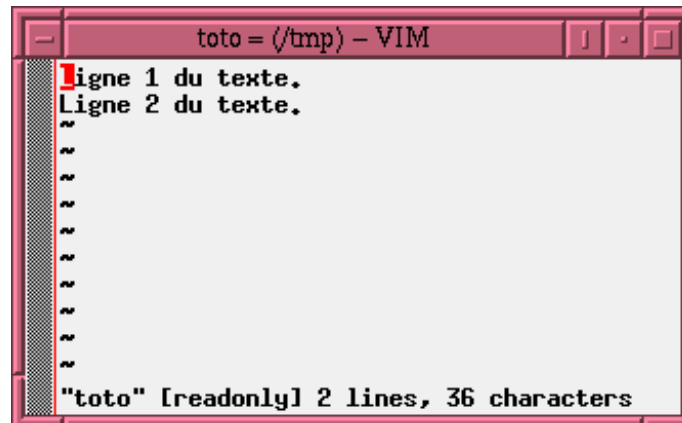 toto = (/tmp) – VIM
Ligne 1 du texte.
Ligne 2 du texte.
~
~
~
~
~
~
~
~
~
~
"toto" [readonly] 2 lines, 36 characters